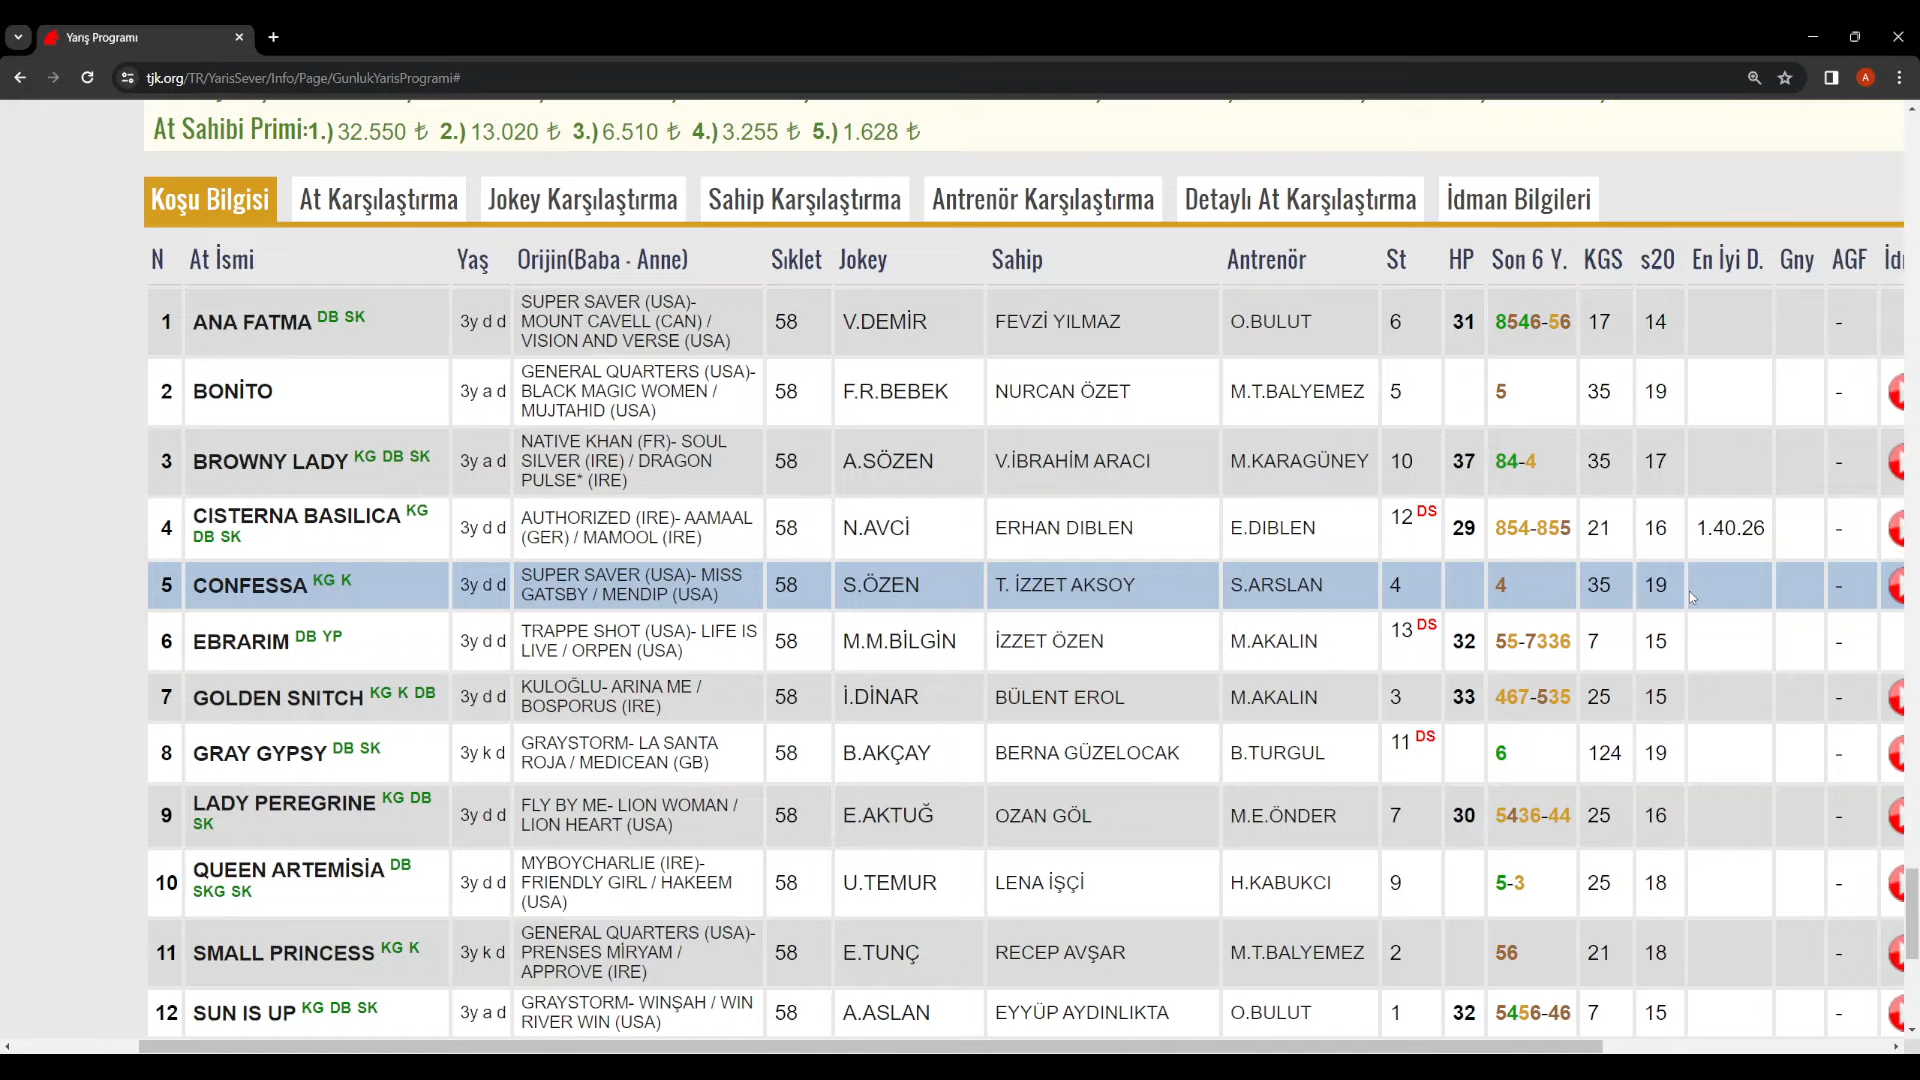 Yarış Programı
tjk.org/TR/YarisSever/Info/Page/GunlukYarisProgrami#
A
At Sahibi Primi:1.) 32.550 ₺ 2.) 13.020 ₺ 3.) 6.510 ₺ 4.) 3.255 ₺ 5.) 1.628 ₺
Koşu Bilgisi At Karşılaştırma Jokey Karşılaştırma Sahip Karşılaştırma Antrenör Karşılaştırma Detaylı At Karşılaştırma İdman Bilgileri
N At İsmi Yaş Orijin(Baba - Anne) Sıklet Jokey Sahip Antrenör St HP Son 6 Y. KGS s20 En İyi D. Gny AGF
1 ANA FATMA DB SK 3y d d SUPER SAVER (USA)- MOUNT CAVELL (CAN) / VISION AND VERSE (USA) 58 V.DEMİR FEVZİ YILMAZ O.BULUT 6 31 8546-56 17 14 -
2 BONİTO 3y a d GENERAL QUARTERS (USA)- BLACK MAGIC WOMEN / MUJTAHID (USA) 58 F.R.BEBEK NURCAN ÖZET M.T.BALYEMEZ 5 5 35 19 -
3 BROWNY LADY KG DB SK 3y a d NATIVE KHAN (FR)- SOUL SILVER (IRE) / DRAGON PULSE* (IRE) 58 A.SÖZEN V.İBRAHİM ARACI M.KARAGÜNEY 10 37 84-4 35 17 -
4 CISTERNA BASILICA KG DB SK 3y d d AUTHORIZED (IRE)- AAMAAL (GER) / MAMOOL (IRE) 58 N.AVCİ ERHAN DIBLEN E.DIBLEN 12 DS 29 854-855 21 16 1.40.26 -
5 CONFESSA KG K 3y d d SUPER SAVER (USA)- MISS GATSBY / MENDIP (USA) 58 S.ÖZEN T. İZZET AKSOY S.ARSLAN 4 4 35 19 -
6 EBRARIM DB YP 3y d d TRAPPE SHOT (USA)- LIFE IS LIVE / ORPEN (USA) 58 M.M.BİLGİN İZZET ÖZEN M.AKALIN 13 DS 32 55-7336 7 15 -
7 GOLDEN SNITCH KG K DB 3y d d KULOĞLU- ARINA ME / BOSPORUS (IRE) 58 İ.DİNAR BÜLENT EROL M.AKALIN 3 33 467-535 25 15 -
8 GRAY GYPSY DB SK 3y k d GRAYSTORM- LA SANTA ROJA / MEDICEAN (GB) 58 B.AKÇAY BERNA GÜZELOCAK B.TURGUL 11 DS 6 124 19 -
9 LADY PEREGRINE KG DB SK 3y d d FLY BY ME- LION WOMAN / LION HEART (USA) 58 E.AKTUĞ OZAN GÖL M.E.ÖNDER 7 30 5436-44 25 16 -
10 QUEEN ARTEMİSİA DB SKG SK 3y d d MYBOYCHARLIE (IRE)- FRIENDLY GIRL / HAKEEM (USA) 58 U.TEMUR LENA İŞÇİ H.KABUKCI 9 5-3 25 18 -
11 SMALL PRINCESS KG K 3y k d GENERAL QUARTERS (USA)- PRENSES MİRYAM / APPROVE (IRE) 58 E.TUNÇ RECEP AVŞAR M.T.BALYEMEZ 2 56 21 18 -
12 SUN IS UP KG DB SK 3y a d GRAYSTORM- WINŞAH / WIN RIVER WIN (USA) 58 A.ASLAN EYYÜP AYDINLIKTA O.BULUT 1 32 5456-46 7 15 -